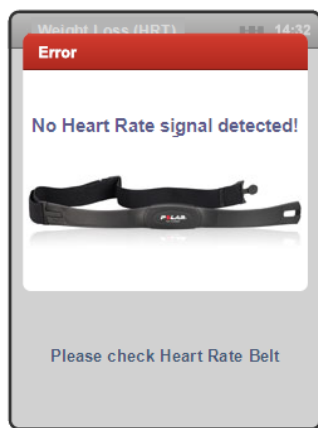 Weight Loss (HRT) 14:32
Error
No Heart Rate signal detected!
POLAR
Please check Heart Rate Belt